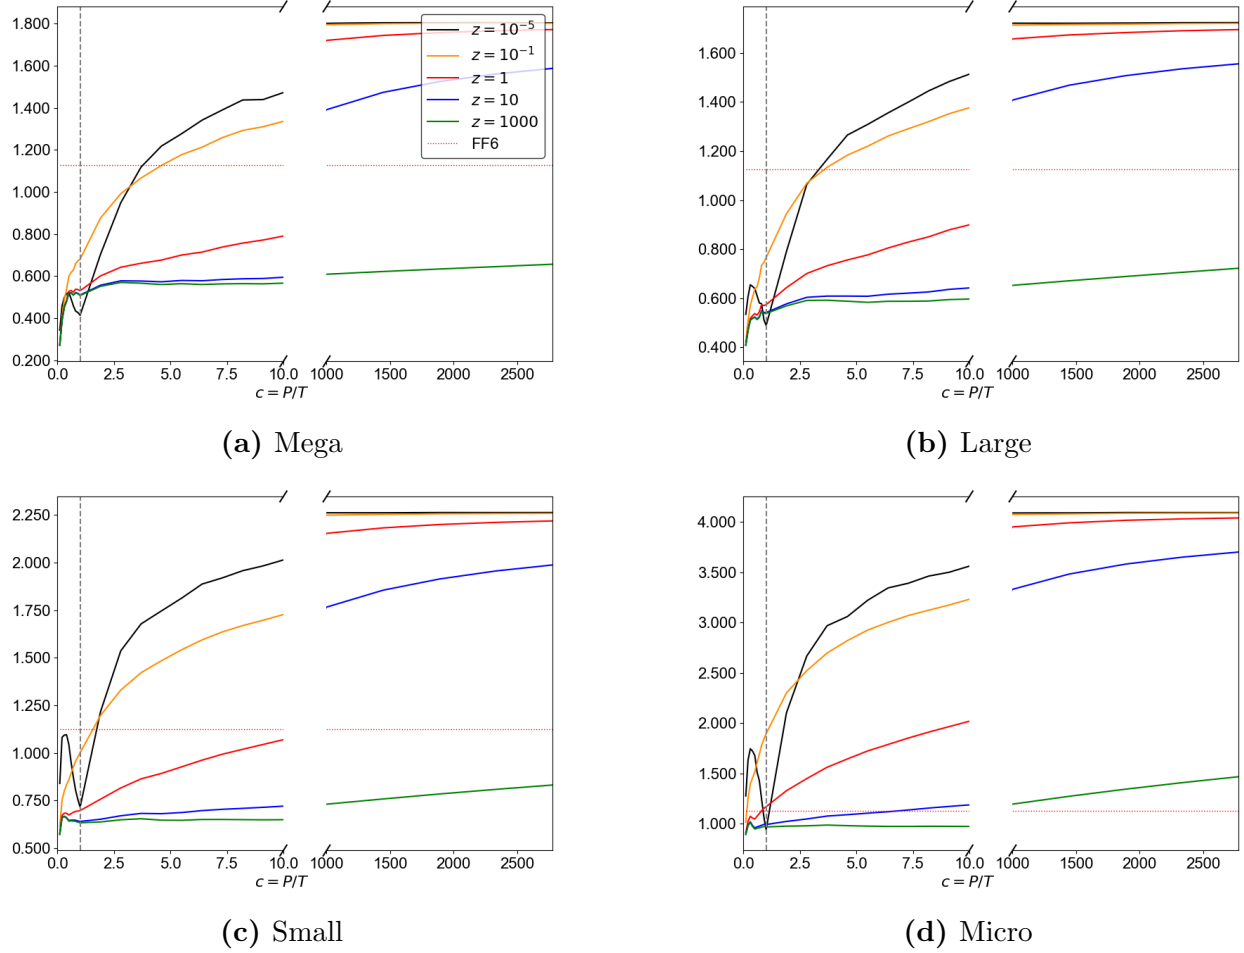 1.800
1.600
1.400
1.200
1.000
0.800
0.600
0.400
0.200
0.0 2.5 5.0 7.5 10.0 1000 1500 2000 2500
c = P/T
z = 10⁻⁵
z = 10⁻¹
z = 1
z = 10
z = 1000
FF6
(a) Mega
1.600
1.400
1.200
1.000
0.800
0.600
0.400
0.0 2.5 5.0 7.5 10.0 1000 1500 2000 2500
c = P/T
(b) Large
2.250
2.000
1.750
1.500
1.250
1.000
0.750
0.500
0.0 2.5 5.0 7.5 10.0 1000 1500 2000 2500
c = P/T
(c) Small
4.000
3.500
3.000
2.500
2.000
1.500
1.000
0.0 2.5 5.0 7.5 10.0 1000 1500 2000 2500
c = P/T
(d) Micro